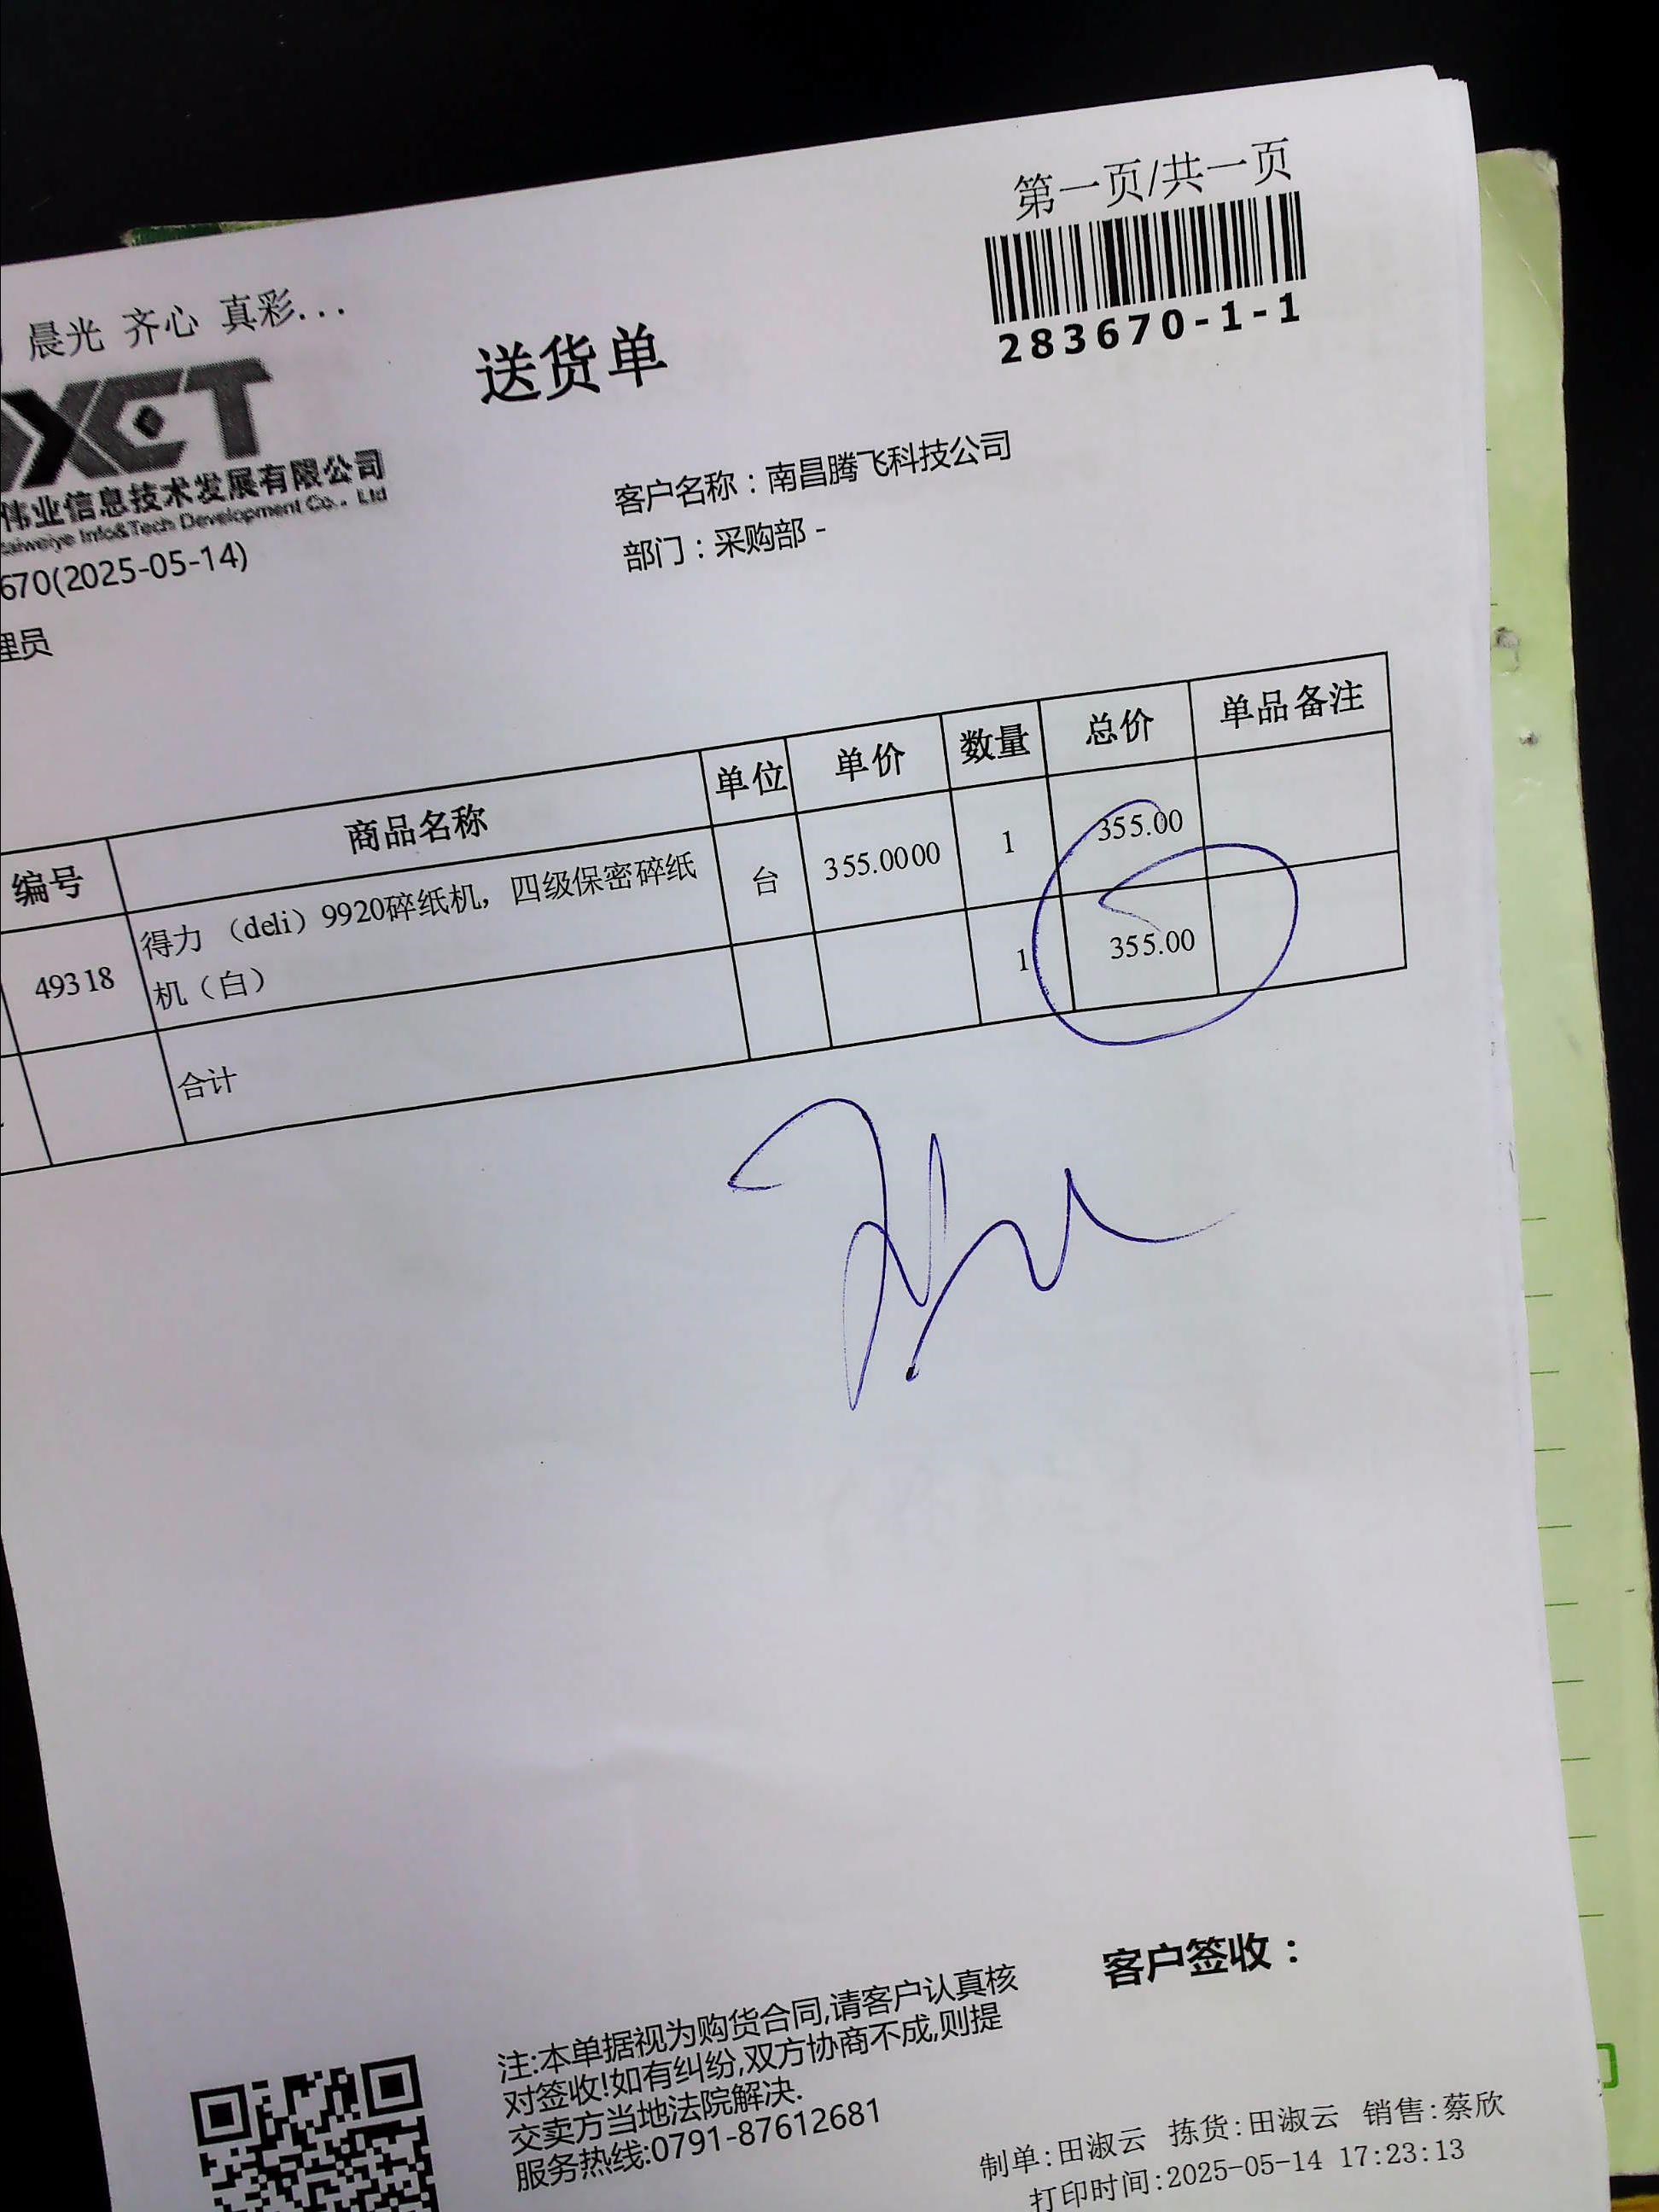 第一页/共一页
283670-1-1
晨光 齐心 真彩...
送货单
XET
伟业信息技术发展有限公司
taiweiye Info&Tech Development Co., Ltd
客户名称：南昌腾飞科技公司
670(2025-05-14)
部门：采购部 -
理员
编号 商品名称 单位 单价 数量 总价 单品备注
49318 得力 （deli）9920碎纸机，四级保密碎纸 台 355.0000 1 355.00
机（白）
合计 1 355.00
客户签收：
注:本单据视为购货合同,请客户认真核
对签收!如有纠纷,双方协商不成,则提
交卖方当地法院解决.
服务热线:0791-87612681
制单:田淑云 拣货:田淑云 销售:蔡欣
打印时间:2025-05-14 17:23:13